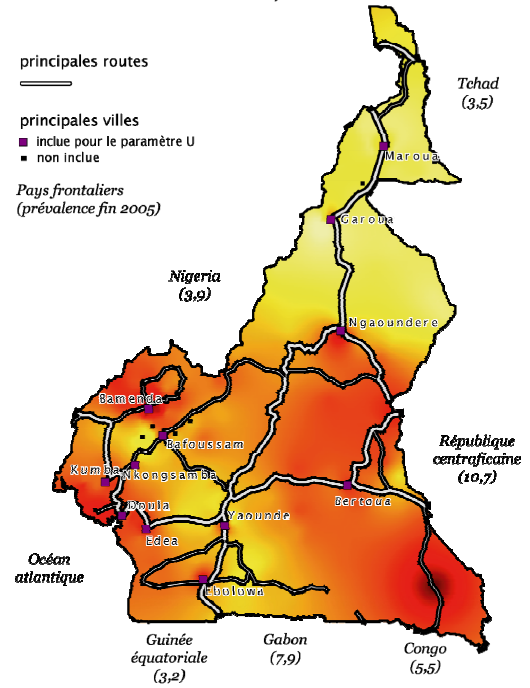 principales routes
principales villes
inclue pour le paramètre U
non inclue
Pays frontaliers
(prévalence fin 2005)
Tchad
(3,5)
Maroua
Garoua
Nigeria
(3,9)
Ngaoundere
Bamenda
Bafoussam
République
centraficaine
(10,7)
Kumba
Nkongsamba
Bertoua
Doula
Yaounde
Edea
Océan
atlantique
Ebolowa
Guinée
équatoriale
(3,2)
Gabon
(7,9)
Congo
(5,5)